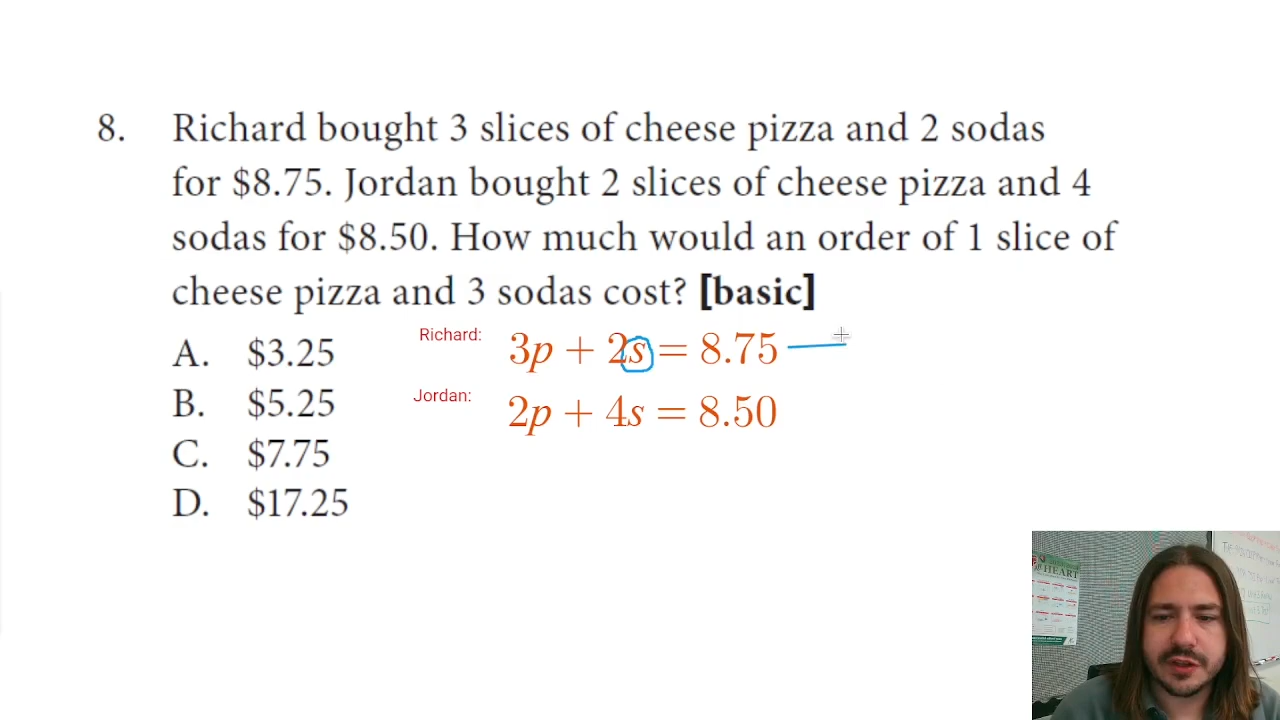 8. Richard bought 3 slices of cheese pizza and 2 sodas
for $8.75. Jordan bought 2 slices of cheese pizza and 4
sodas for $8.50. How much would an order of 1 slice of
cheese pizza and 3 sodas cost? [basic]
A. $3.25
B. $5.25
C. $7.75
D. $17.25
Richard: 3p + 2s = 8.75
Jordan: 2p + 4s = 8.50
HEART